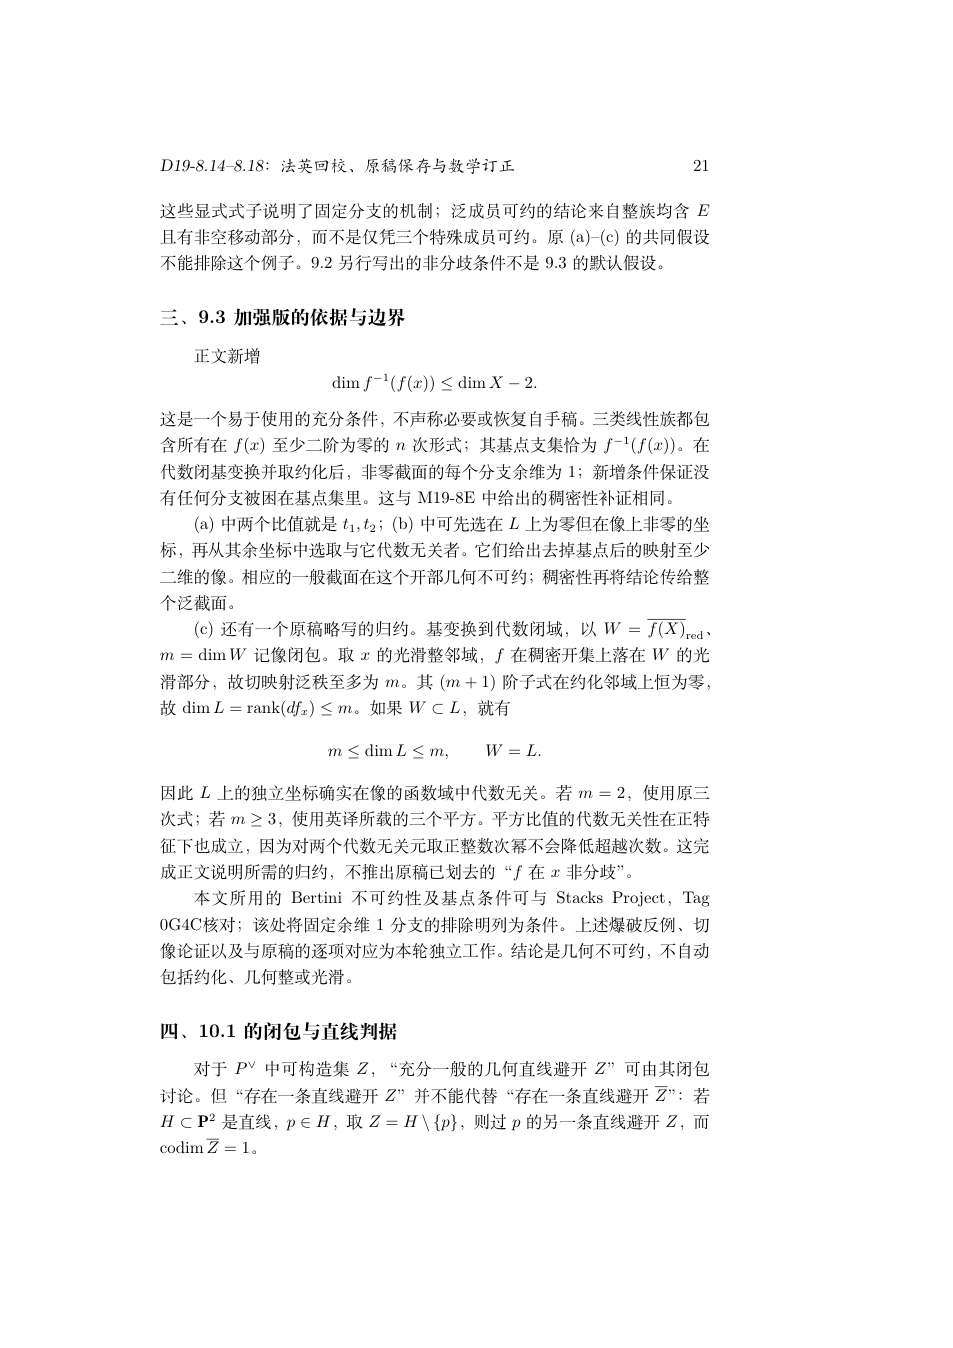 D19-8.14–8.18：法英回校、原稿保存与数学订正 21
这些显式式子说明了固定分支的机制；泛成员可约的结论来自整族均含 E
且有非空移动部分，而不是仅凭三个特殊成员可约。原 (a)–(c) 的共同假设
不能排除这个例子。9.2 另行写出的非分歧条件不是 9.3 的默认假设。
三、9.3 加强版的依据与边界
正文新增
dim f⁻¹(f(x)) ≤ dim X − 2.
这是一个易于使用的充分条件，不声称必要或恢复自手稿。三类线性族都包
含所有在 f(x) 至少二阶为零的 n 次形式；其基点支集恰为 f⁻¹(f(x))。在
代数闭基变换并取约化后，非零截面的每个分支余维为 1；新增条件保证没
有任何分支被困在基点集里。这与 M19-8E 中给出的稠密性补证相同。
(a) 中两个比值就是 t₁, t₂；(b) 中可先选在 L 上为零但在像上非零的坐
标，再从其余坐标中选取与它代数无关者。它们给出去掉基点后的映射至少
二维的像。相应的一般截面在这个开部几何不可约；稠密性再将结论传给整
个泛截面。
(c) 还有一个原稿略写的归约。基变换到代数闭域，以 W = \overline{f(X)}_{red}、
m = dim W 记像闭包。取 x 的光滑整邻域，f 在稠密开集上落在 W 的光
滑部分，故切映射泛秩至多为 m。其 (m + 1) 阶子式在约化邻域上恒为零，
故 dim L = rank(df_x) ≤ m。如果 W ⊂ L，就有
m ≤ dim L ≤ m, W = L.
因此 L 上的独立坐标确实在像的函数域中代数无关。若 m = 2，使用原三
次式；若 m ≥ 3，使用英译所载的三个平方。平方比值的代数无关性在正特
征下也成立，因为对两个代数无关元取正整数次幂不会降低超越次数。这完
成正文说明所需的归约，不推出原稿已划去的 “f 在 x 非分歧”。
本文所用的 Bertini 不可约性及基点条件可与 Stacks Project，Tag
0G4C核对；该处将固定余维 1 分支的排除明列为条件。上述爆破反例、切
像论证以及与原稿的逐项对应为本轮独立工作。结论是几何不可约，不自动
包括约化、几何整或光滑。
四、10.1 的闭包与直线判据
对于 P^∨ 中可构造集 Z，“充分一般的几何直线避开 Z” 可由其闭包
讨论。但 “存在一条直线避开 Z” 并不能代替 “存在一条直线避开 \overline{Z}”：若
H ⊂ P² 是直线，p ∈ H，取 Z = H \ {p}，则过 p 的另一条直线避开 Z，而
codim \overline{Z} = 1。